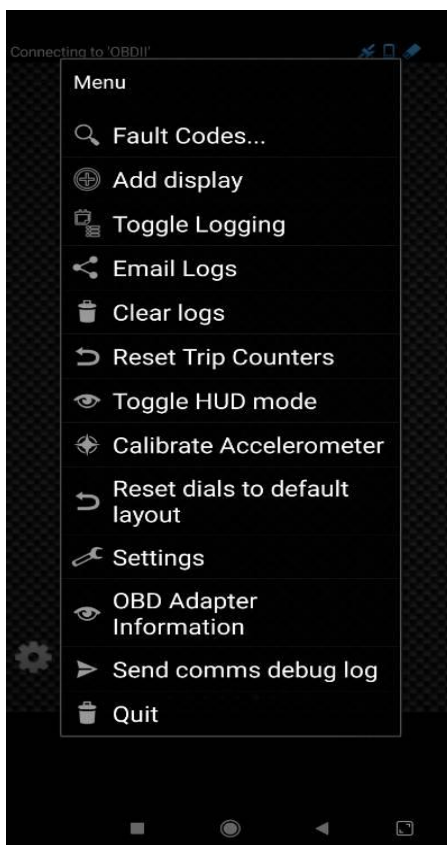 Connecting to 'OBDII'
Menu
Fault Codes...
Add display
Toggle Logging
Email Logs
Clear logs
Reset Trip Counters
Toggle HUD mode
Calibrate Accelerometer
Reset dials to default
layout
Settings
OBD Adapter
Information
Send comms debug log
Quit